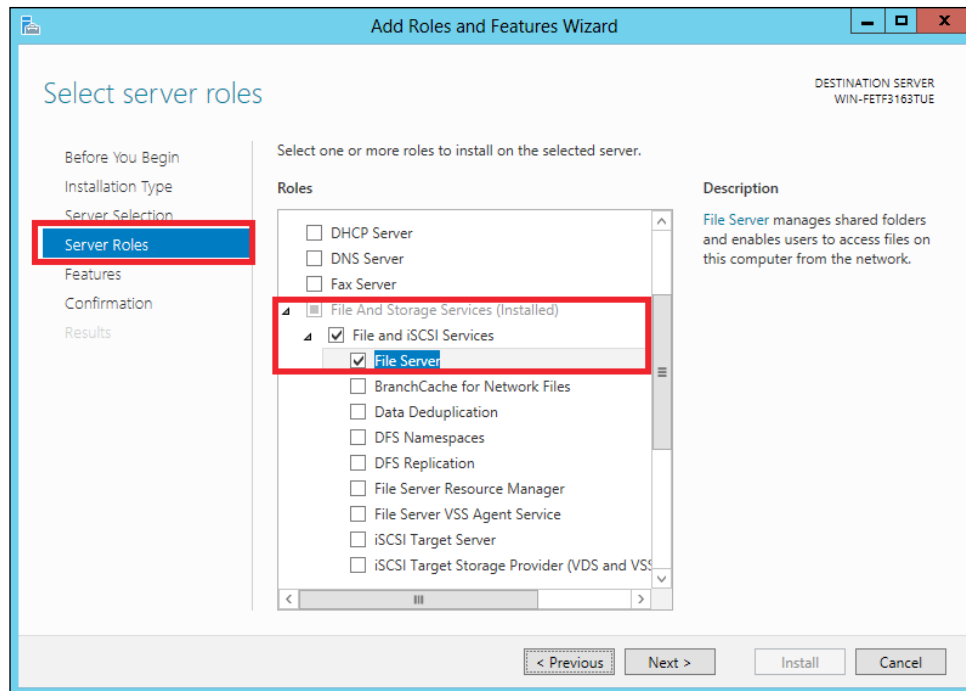 Add Roles and Features Wizard
Select server roles
DESTINATION SERVER
WIN-FETF3163TUE
Before You Begin
Installation Type
Server Selection
Server Roles
Features
Confirmation
Results
Select one or more roles to install on the selected server.
Roles
DHCP Server
DNS Server
Fax Server
File And Storage Services (Installed)
File and iSCSI Services
File Server
BranchCache for Network Files
Data Deduplication
DFS Namespaces
DFS Replication
File Server Resource Manager
File Server VSS Agent Service
iSCSI Target Server
iSCSI Target Storage Provider (VDS and VSS
Description
File Server manages shared folders
and enables users to access files on
this computer from the network.
< Previous
Next >
Install
Cancel